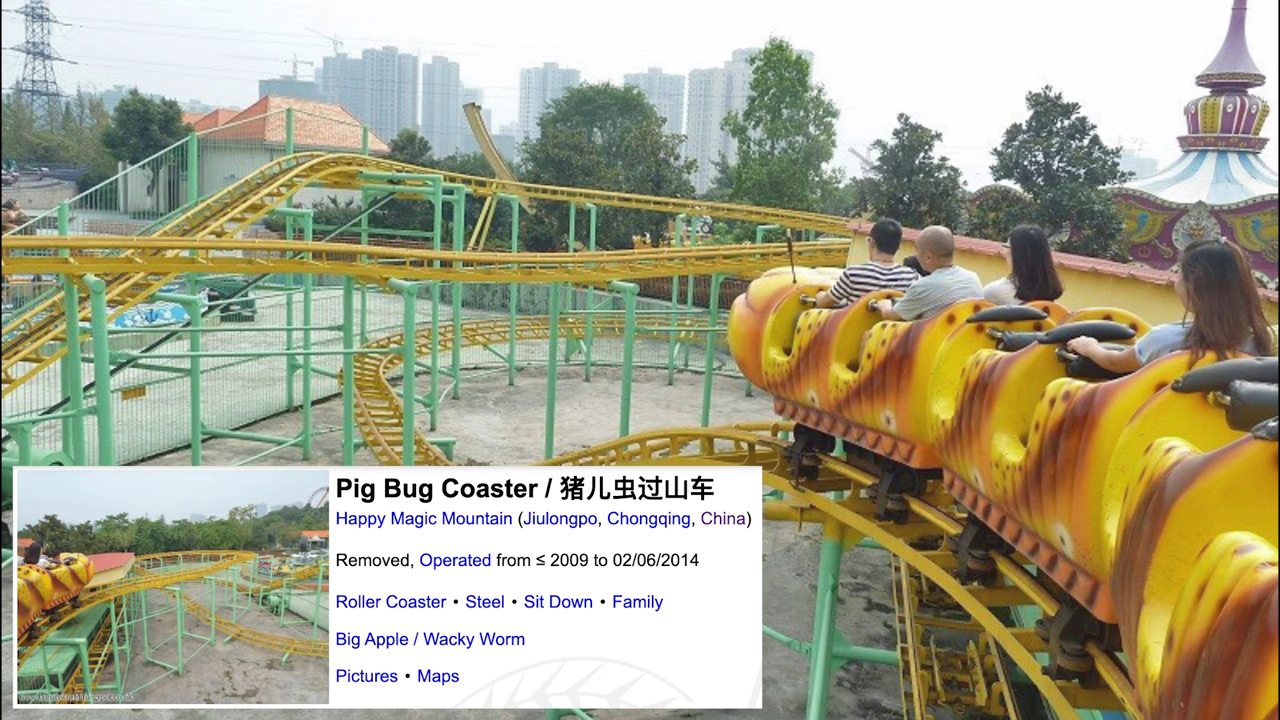 Pig Bug Coaster / 猪儿虫过山车
Happy Magic Mountain (Jiulongpo, Chongqing, China)
Removed, Operated from ≤ 2009 to 02/06/2014
Roller Coaster • Steel • Sit Down • Family
Big Apple / Wacky Worm
Pictures • Maps